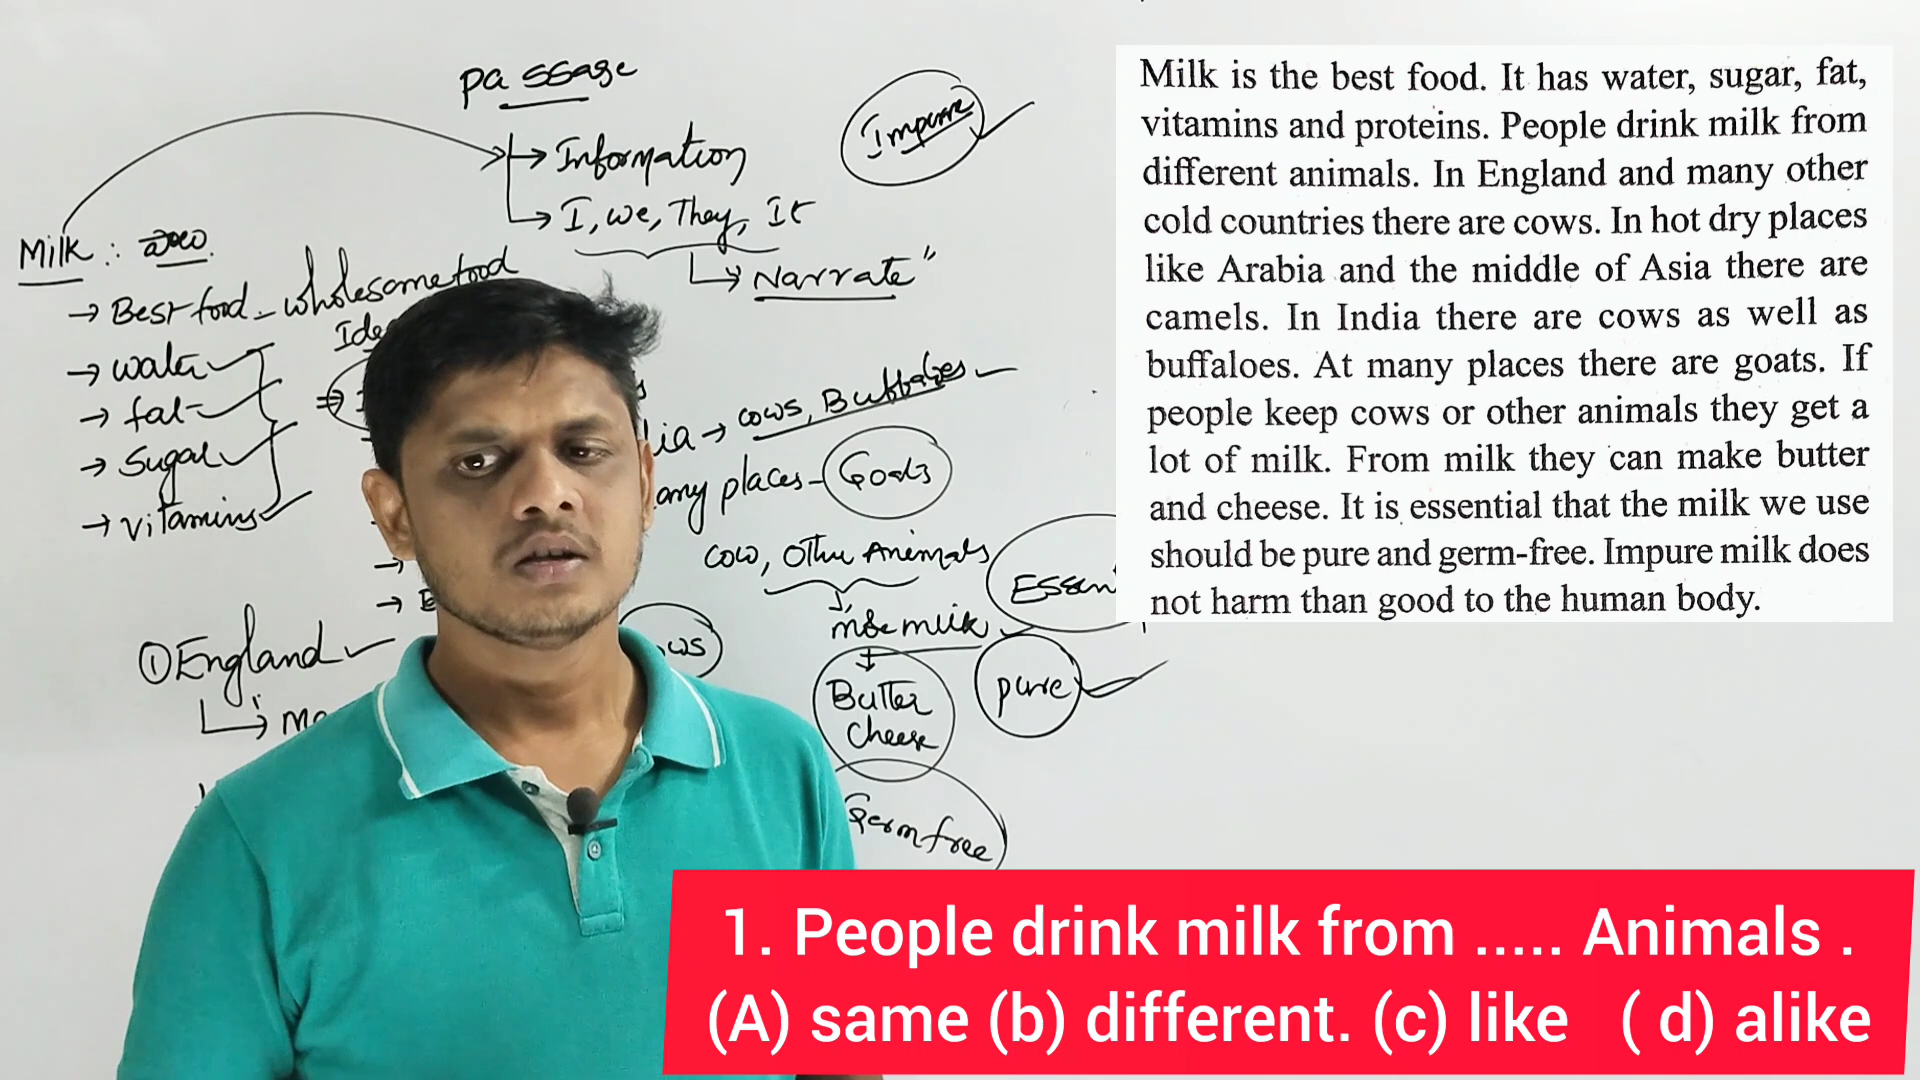 passage
→ Information
→ I, we, They, It
→ Narrate"
Impure
Milk :
→ Best food - wholesome food
→ water
→ fat
→ Sugar
→ vitamins
→ cows, Buffaloes
places - Goats
cow, Other Animals
milk
Butter
Cheese
pure
Germ free
① England
Milk is the best food. It has water, sugar, fat,
vitamins and proteins. People drink milk from
different animals. In England and many other
cold countries there are cows. In hot dry places
like Arabia and the middle of Asia there are
camels. In India there are cows as well as
buffaloes. At many places there are goats. If
people keep cows or other animals they get a
lot of milk. From milk they can make butter
and cheese. It is essential that the milk we use
should be pure and germ-free. Impure milk does
not harm than good to the human body.
1. People drink milk from ..... Animals .
(A) same (b) different. (c) like ( d) alike